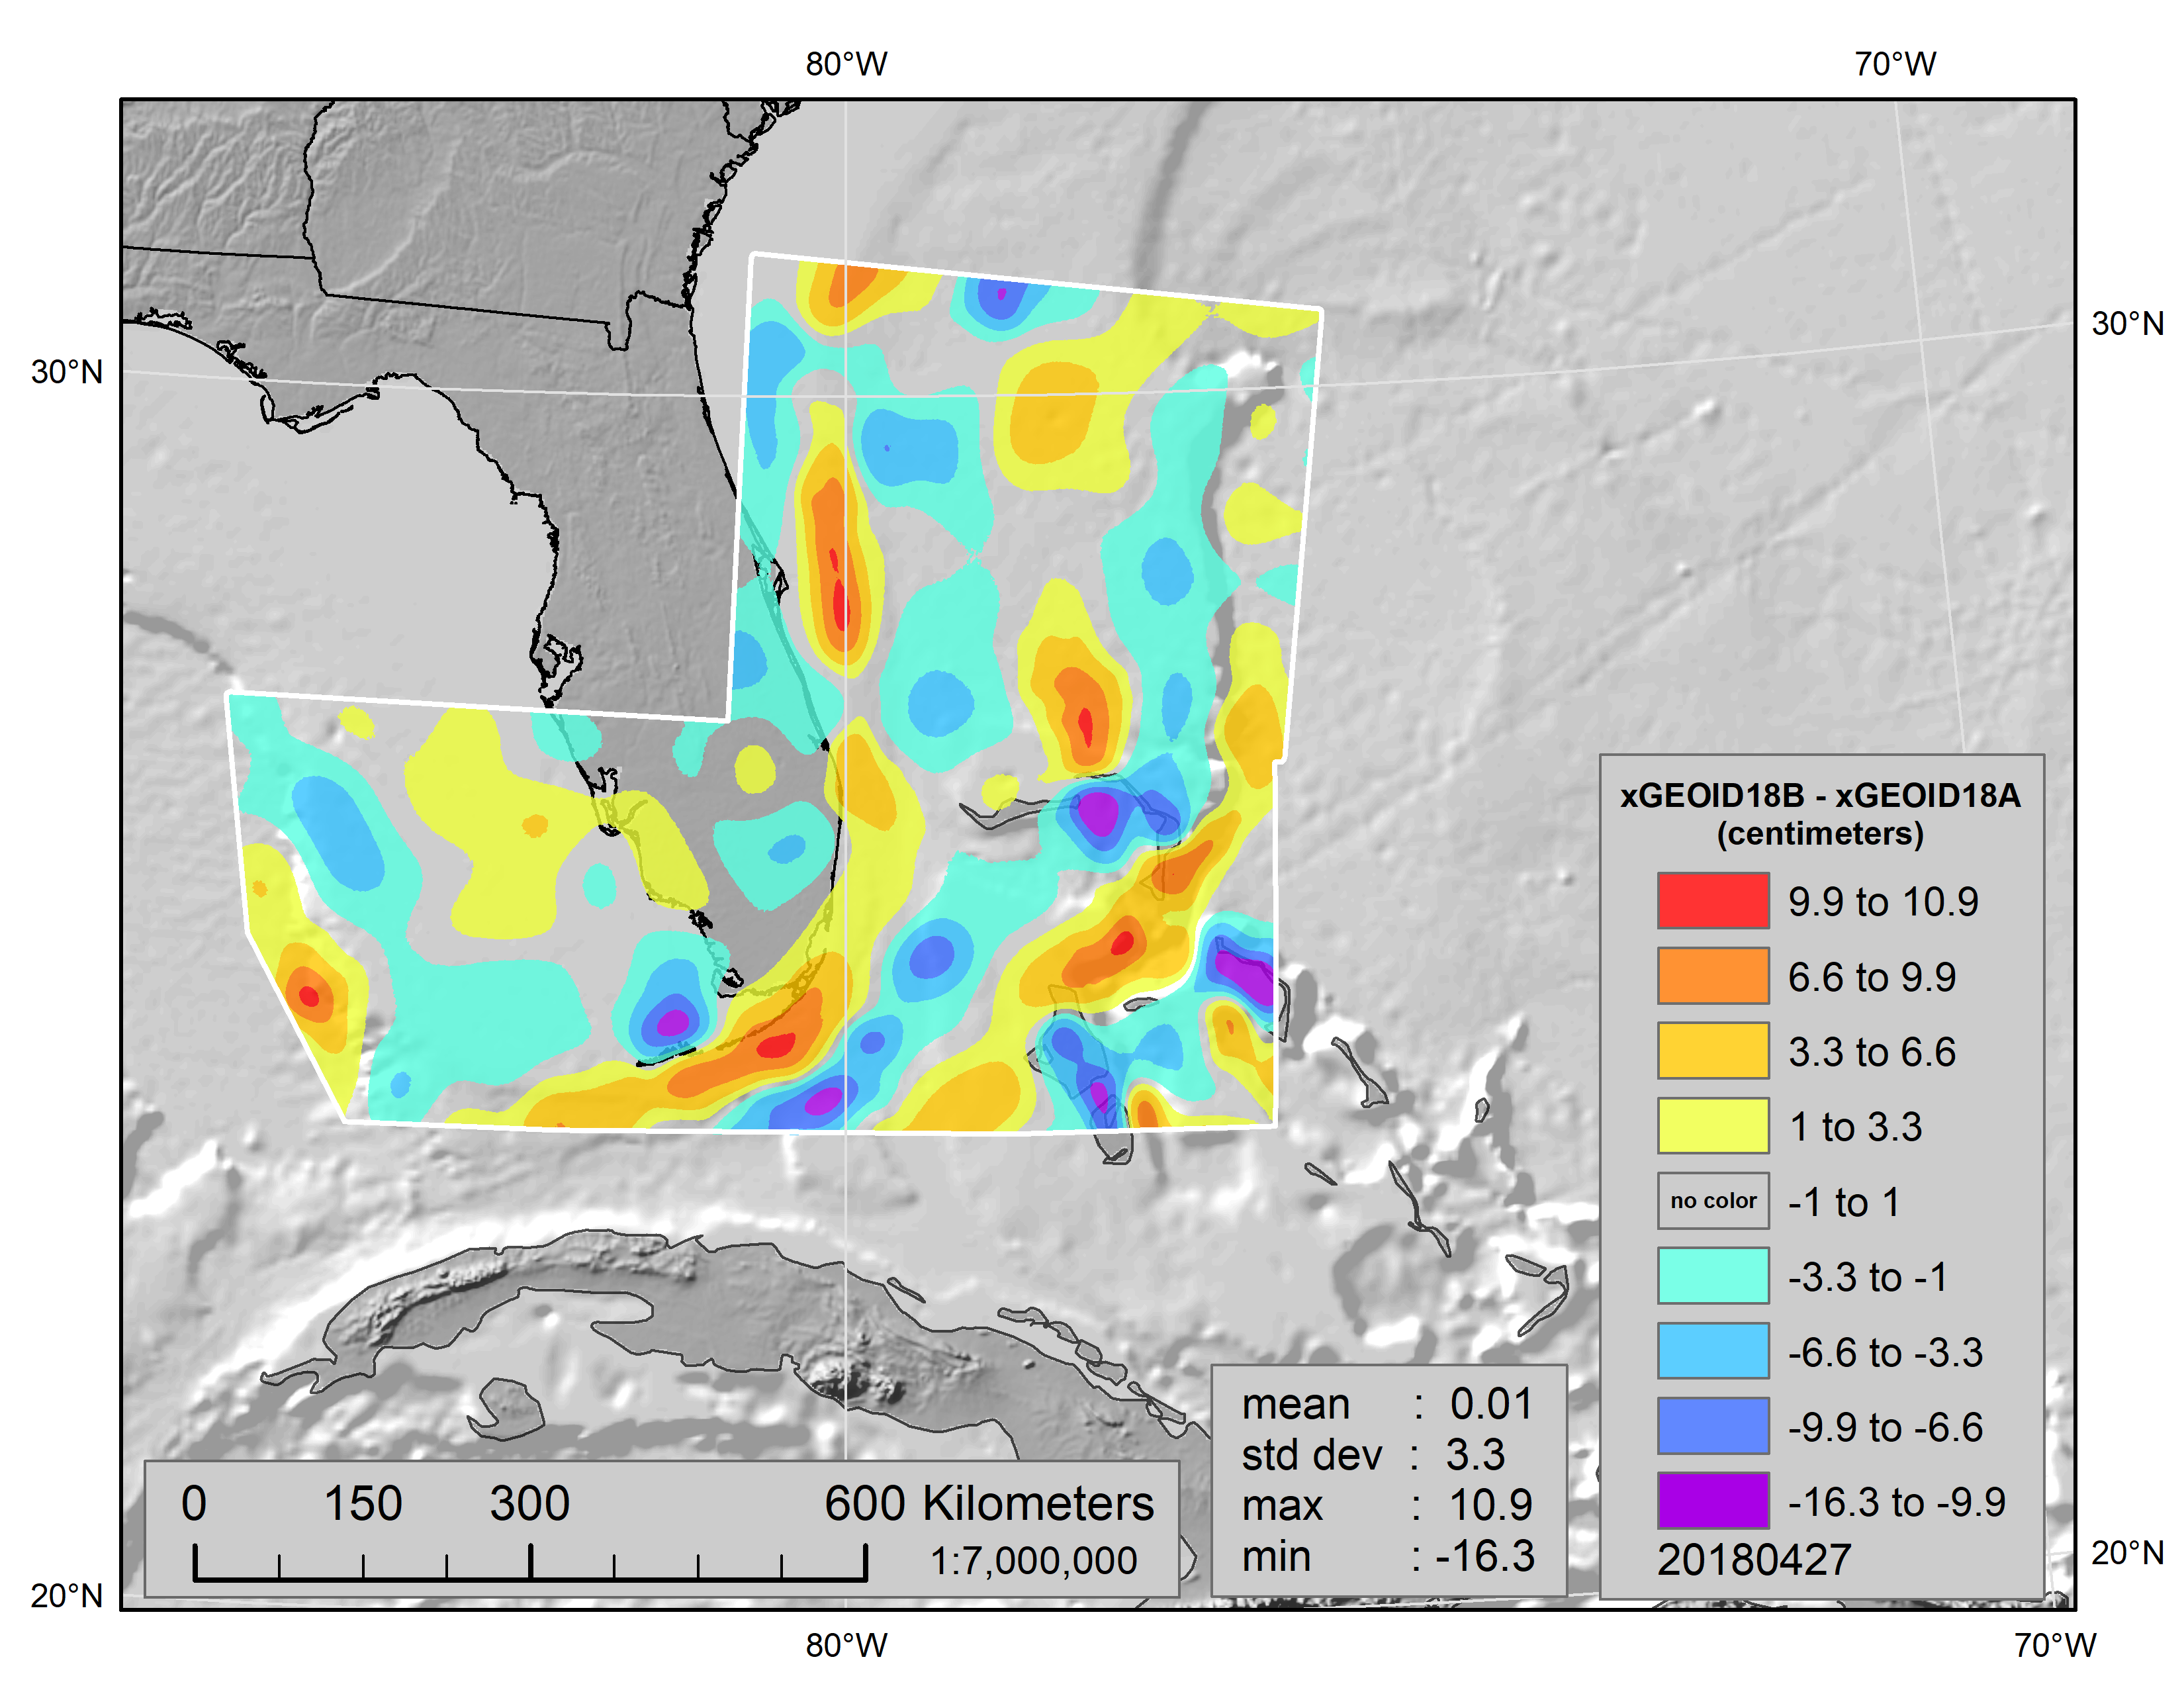 80°W
70°W
30°N
30°N
xGEOID18B - xGEOID18A
(centimeters)
9.9 to 10.9
6.6 to 9.9
3.3 to 6.6
1 to 3.3
no color
-1 to 1
-3.3 to -1
-6.6 to -3.3
-9.9 to -6.6
-16.3 to -9.9
20180427
mean : 0.01
std dev : 3.3
max : 10.9
min : -16.3
0 150 300 600 Kilometers
1:7,000,000
20°N
20°N
80°W
70°W